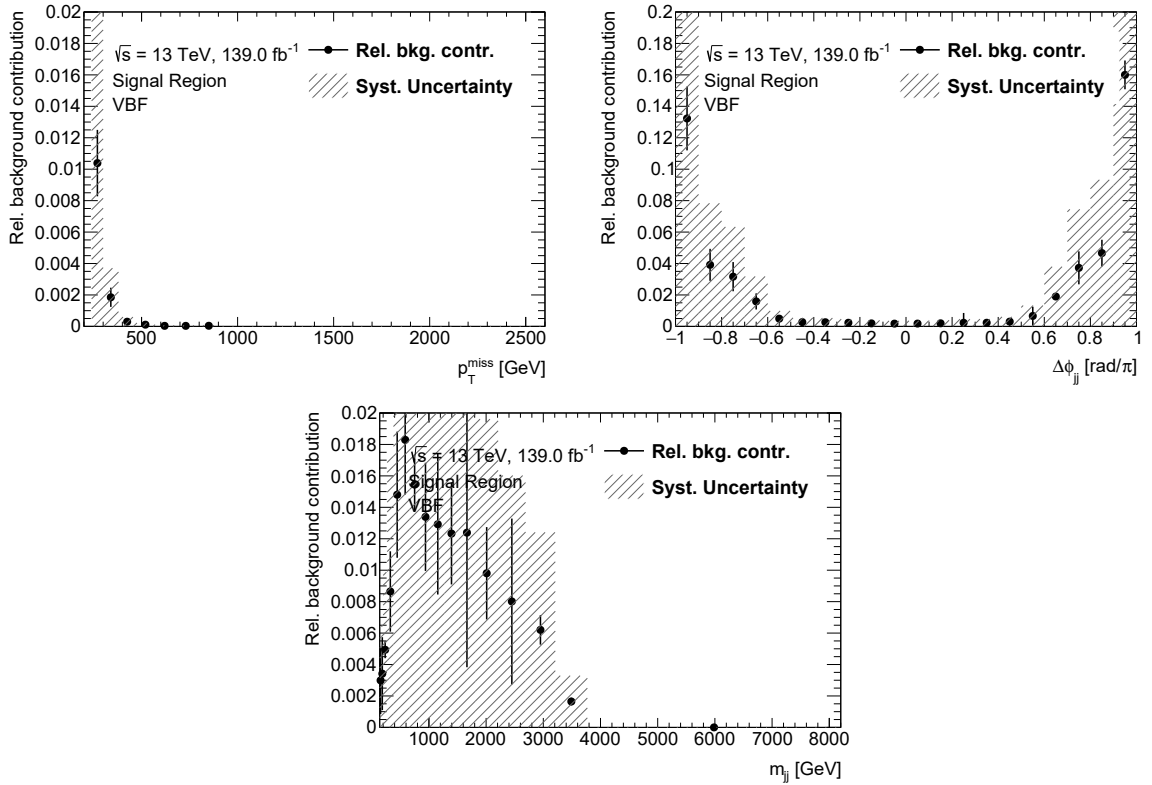 Rel. background contribution
0.02
0.018
0.016
0.014
0.012
0.01
0.008
0.006
0.004
0.002
0
√s = 13 TeV, 139.0 fb⁻¹
Signal Region
VBF
Rel. bkg. contr.
Syst. Uncertainty
500 1000 1500 2000 2500
p_T^miss [GeV]
Rel. background contribution
0.2
0.18
0.16
0.14
0.12
0.1
0.08
0.06
0.04
0.02
0
√s = 13 TeV, 139.0 fb⁻¹
Signal Region
VBF
Rel. bkg. contr.
Syst. Uncertainty
−1 −0.8 −0.6 −0.4 −0.2 0 0.2 0.4 0.6 0.8 1
Δϕ_jj [rad/π]
Rel. background contribution
0.02
0.018
0.016
0.014
0.012
0.01
0.008
0.006
0.004
0.002
0
√s = 13 TeV, 139.0 fb⁻¹
Signal Region
VBF
Rel. bkg. contr.
Syst. Uncertainty
1000 2000 3000 4000 5000 6000 7000 8000
m_jj [GeV]